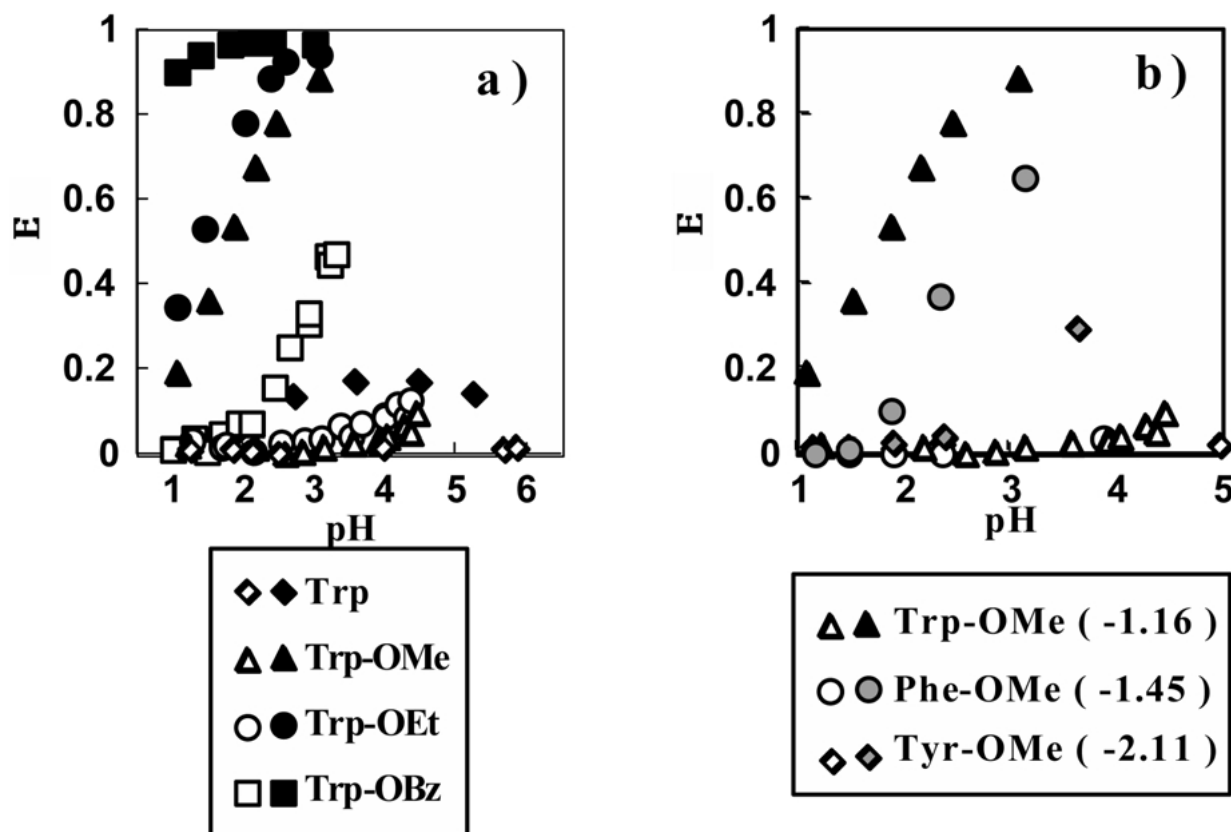 a )
1
0.8
0.6
0.4
0.2
0
E
1 2 3 4 5 6
pH
Trp
Trp-OMe
Trp-OEt
Trp-OBz
b )
1
0.8
0.6
0.4
0.2
0
E
1 2 3 4 5
pH
Trp-OMe ( -1.16 )
Phe-OMe ( -1.45 )
Tyr-OMe ( -2.11 )